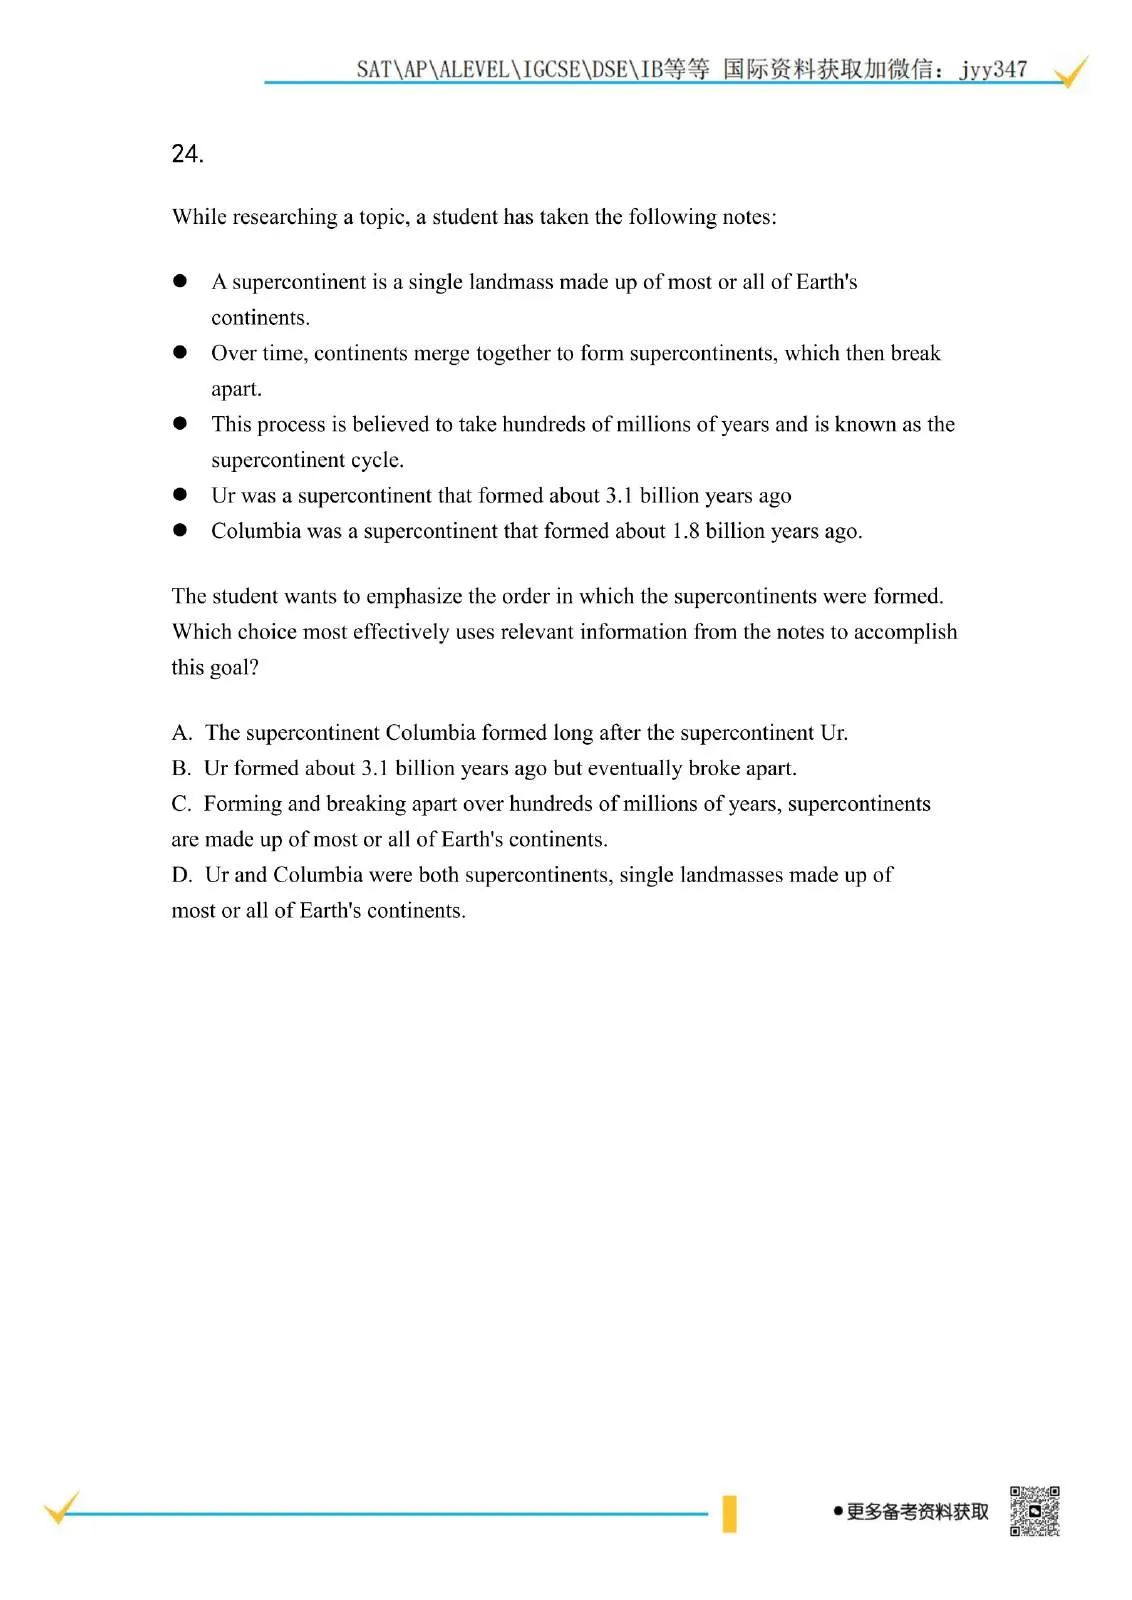 SAT\AP\ALEVEL\IGCSE\DSE\IB等等 国际资料获取加微信：jyy347
24.
While researching a topic, a student has taken the following notes:
● A supercontinent is a single landmass made up of most or all of Earth's
continents.
● Over time, continents merge together to form supercontinents, which then break
apart.
● This process is believed to take hundreds of millions of years and is known as the
supercontinent cycle.
● Ur was a supercontinent that formed about 3.1 billion years ago
● Columbia was a supercontinent that formed about 1.8 billion years ago.
The student wants to emphasize the order in which the supercontinents were formed.
Which choice most effectively uses relevant information from the notes to accomplish
this goal?
A. The supercontinent Columbia formed long after the supercontinent Ur.
B. Ur formed about 3.1 billion years ago but eventually broke apart.
C. Forming and breaking apart over hundreds of millions of years, supercontinents
are made up of most or all of Earth's continents.
D. Ur and Columbia were both supercontinents, single landmasses made up of
most or all of Earth's continents.
●更多备考资料获取